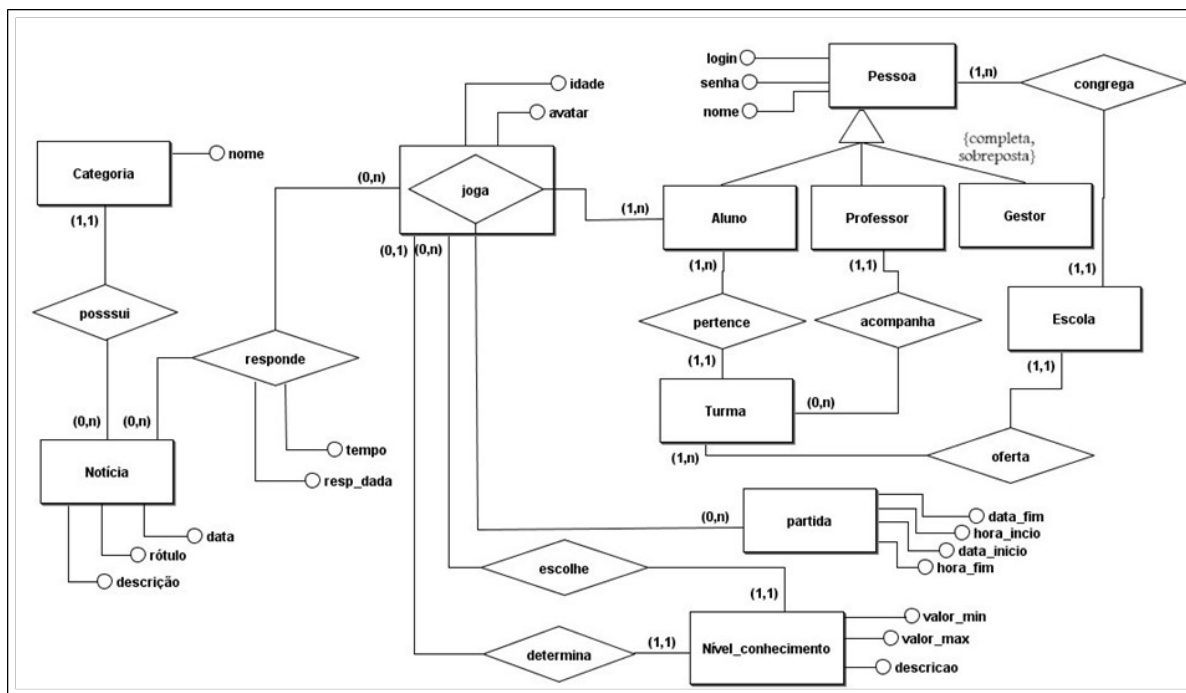 login
senha
nome
Pessoa
(1,n)
congrega
idade
avatar
{completa,
sobreposta}
Categoria
nome
(0,n)
joga
(1,n)
Aluno
Professor
Gestor
(1,1)
(0,1)
(0,n)
(1,n)
(1,1)
(1,1)
posssui
responde
pertence
acompanha
Escola
(1,1)
(1,1)
(0,n)
(0,n)
Turma
(0,n)
(1,n)
oferta
Notícia
tempo
resp_dada
data
rótulo
descrição
(0,n)
partida
data_fim
hora_incio
data_inicio
hora_fim
escolhe
(1,1)
determina
(1,1)
Nível_conhecimento
valor_min
valor_max
descricao